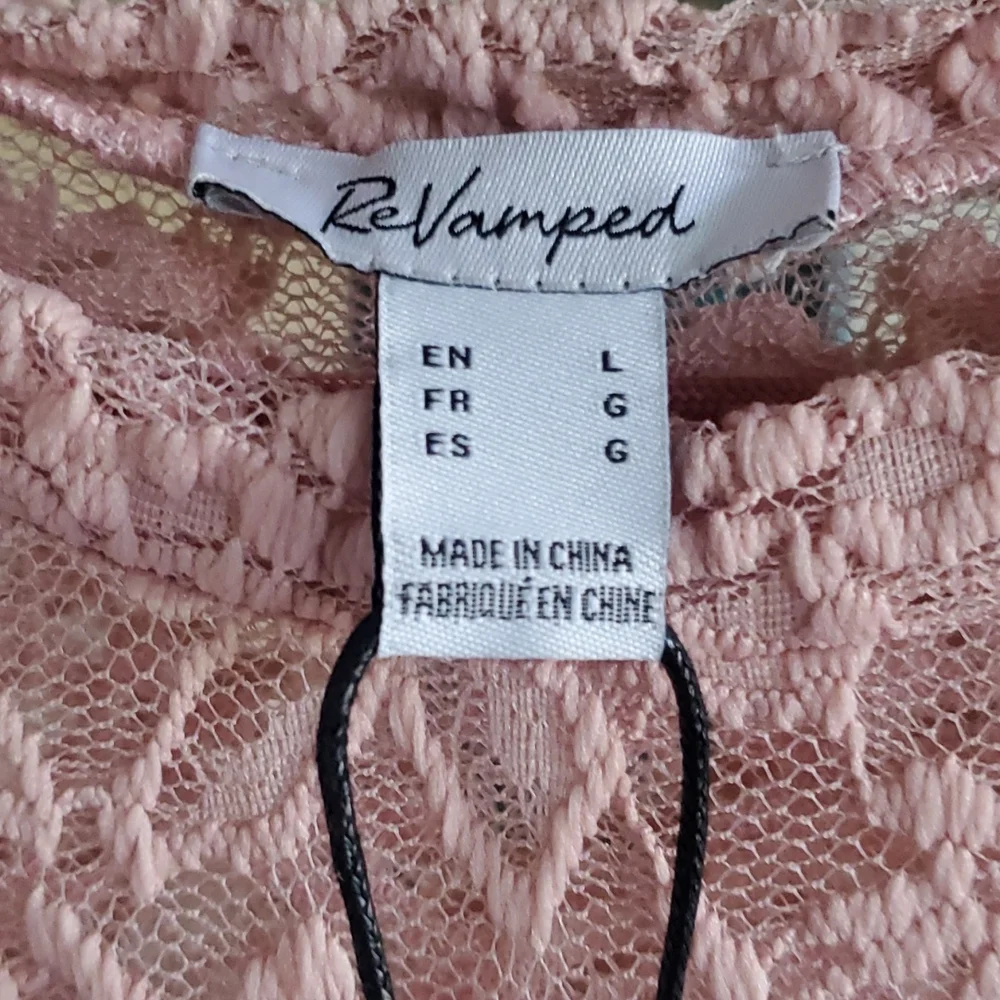 ReVamped
EN L
FR G
ES G
MADE IN CHINA
FABRIQUÉ EN CHINE